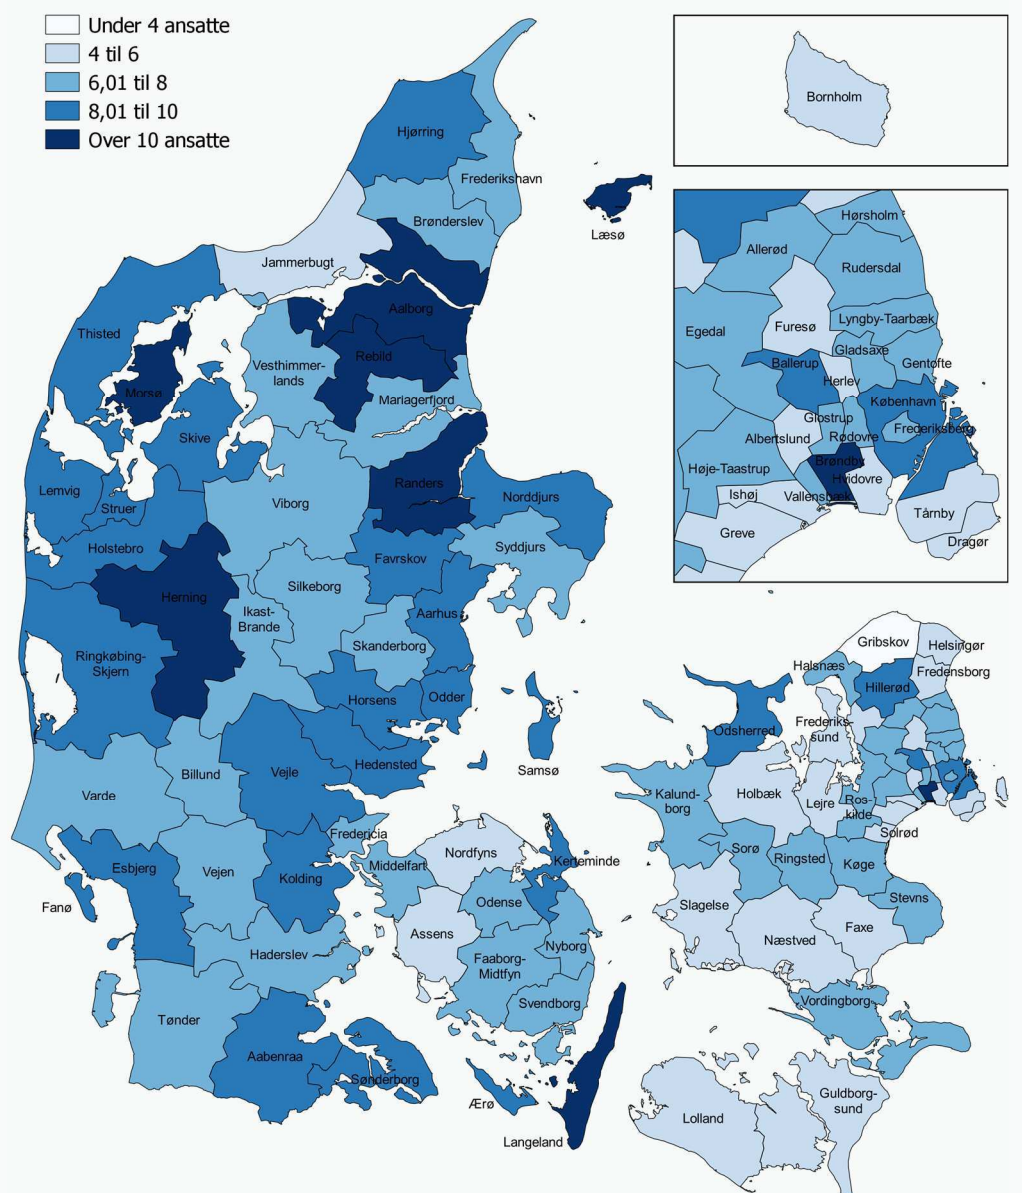 Under 4 ansatte
4 til 6
6,01 til 8
8,01 til 10
Over 10 ansatte
Bornholm
Hjørring
Frederikshavn
Brønderslev
Læsø
Jammerbugt
Aalborg
Thisted
Rebild
Vesthimmer-
lands
Morsø
Mariagerfjord
Skive
Lemvig
Struer
Randers
Norddjurs
Viborg
Holstebro
Favrskov
Syddjurs
Herning
Silkeborg
Ikast-
Brande
Aarhus
Skanderborg
Ringkøbing-
Skjern
Horsens
Odder
Samsø
Hedensted
Billund
Vejle
Varde
Fredericia
Esbjerg
Vejen
Kolding
Fanø
Haderslev
Tønder
Aabenraa
Sønderborg
Nordfyns
Kerteminde
Middelfart
Odense
Assens
Nyborg
Faaborg-
Midtfyn
Svendborg
Ærø
Langeland
Hørsholm
Allerød
Rudersdal
Egedal
Furesø
Lyngby-Taarbæk
Gladsaxe
Gentofte
Ballerup
Herlev
København
Glostrup
Frederiksberg
Albertslund
Rødovre
Brøndby
Høje-Taastrup
Hvidovre
Ishøj
Vallensbæk
Tårnby
Greve
Dragør
Gribskov
Helsingør
Halsnæs
Fredensborg
Hillerød
Frederiks-
sund
Odsherred
Kalund-
borg
Holbæk
Lejre
Ros-
kilde
Solrød
Sorø
Ringsted
Køge
Stevns
Slagelse
Næstved
Faxe
Vordingborg
Guldborg-
sund
Lolland